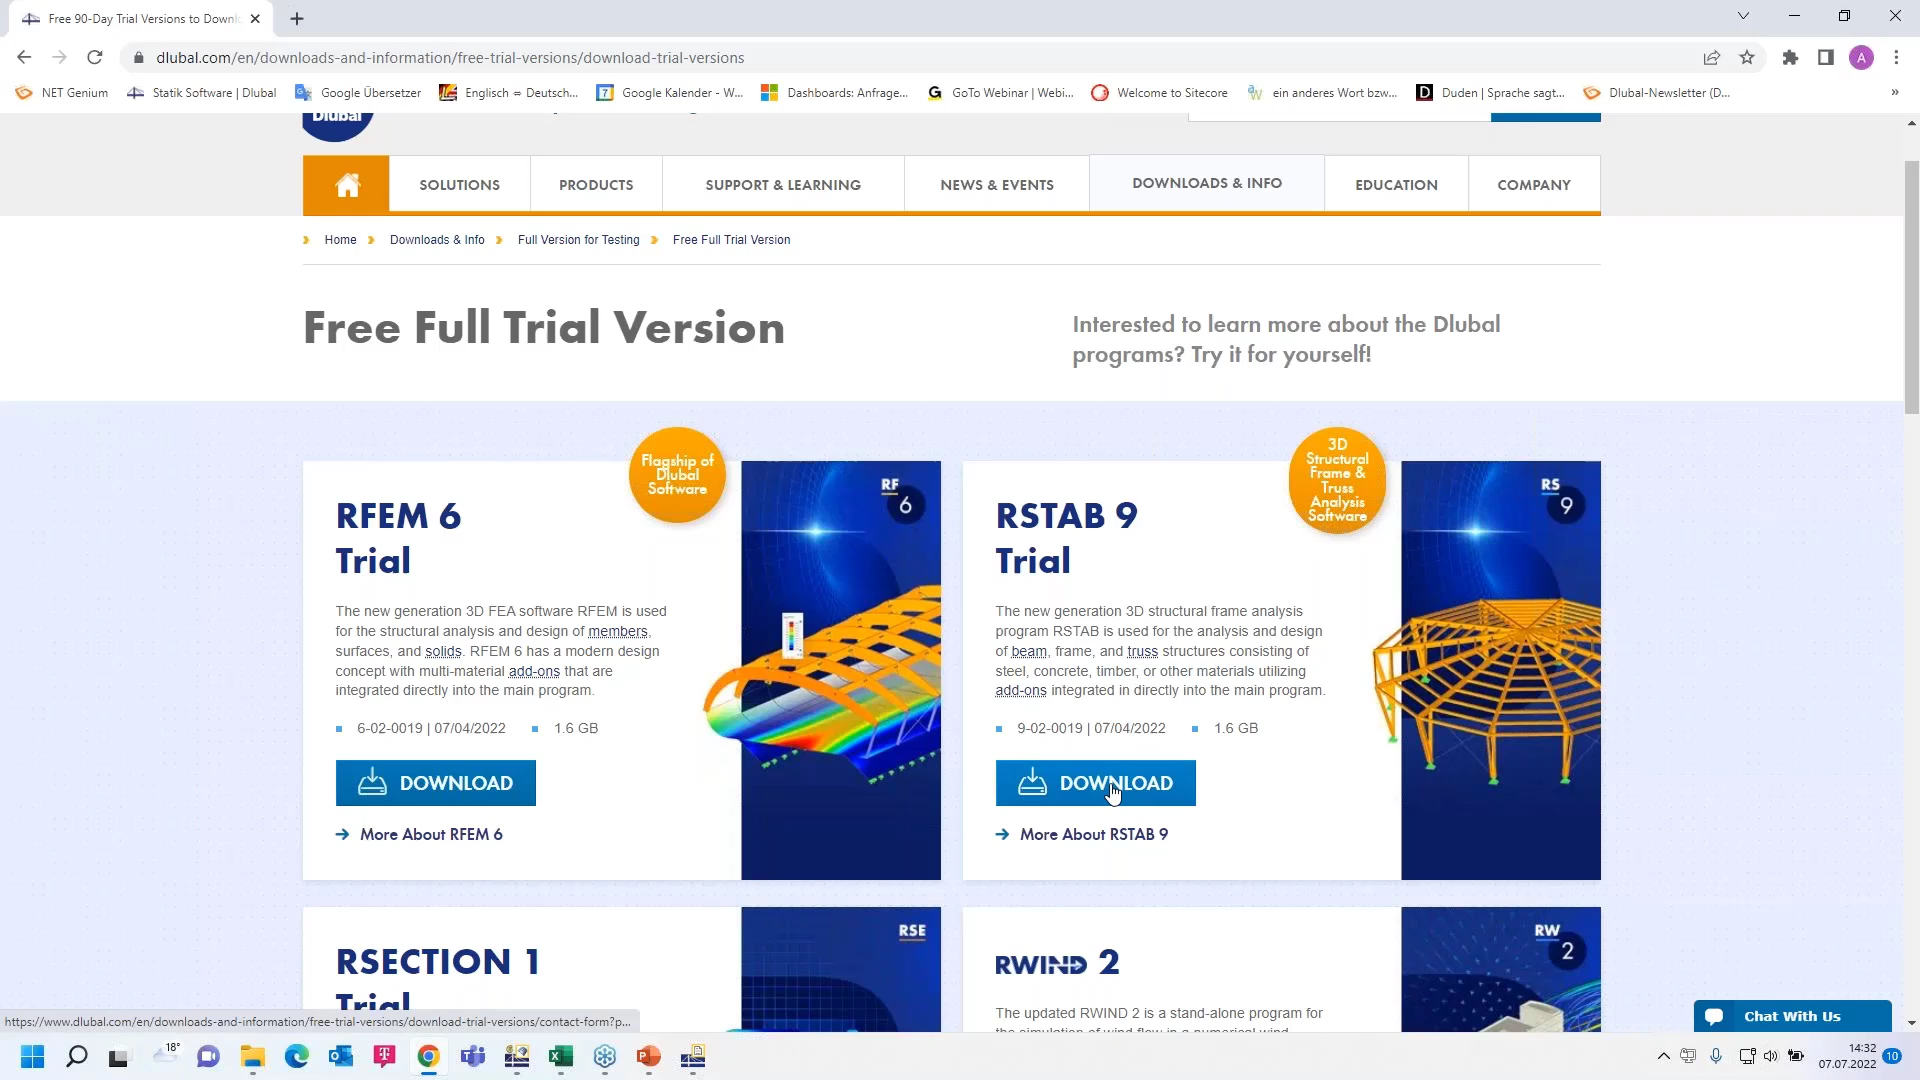 Free 90-Day Trial Versions to Downl
dlubal.com/en/downloads-and-information/free-trial-versions/download-trial-versions
A
NET Genium
Statik Software | Dlubal
Google Übersetzer
Englisch ⇔ Deutsch...
Google Kalender - W...
Dashboards: Anfrage...
GoTo Webinar | Webi...
Welcome to Sitecore
ein anderes Wort bzw...
Duden | Sprache sagt...
Dlubal-Newsletter (D...
»
Dlubal
SOLUTIONS
PRODUCTS
SUPPORT & LEARNING
NEWS & EVENTS
DOWNLOADS & INFO
EDUCATION
COMPANY
Home
Downloads & Info
Full Version for Testing
Free Full Trial Version
Free Full Trial Version
Interested to learn more about the Dlubal
programs? Try it for yourself!
Flagship of
Dlubal
Software
RF
6
RFEM 6
Trial
The new generation 3D FEA software RFEM is used
for the structural analysis and design of members,
surfaces, and solids. RFEM 6 has a modern design
concept with multi-material add-ons that are
integrated directly into the main program.
6-02-0019 | 07/04/2022
1.6 GB
DOWNLOAD
More About RFEM 6
3D
Structural
Frame &
Truss
Analysis
Software
RS
9
RSTAB 9
Trial
The new generation 3D structural frame analysis
program RSTAB is used for the analysis and design
of beam, frame, and truss structures consisting of
steel, concrete, timber, or other materials utilizing
add-ons integrated in directly into the main program.
9-02-0019 | 07/04/2022
1.6 GB
DOWNLOAD
More About RSTAB 9
RSE
RSECTION 1
Trial
RW
2
RWIND 2
The updated RWIND 2 is a stand-alone program for
the simulation of wind flow in a numerical wind
https://www.dlubal.com/en/downloads-and-information/free-trial-versions/download-trial-versions/contact-form?p...
Chat With Us
18°
14:32
07.07.2022
10